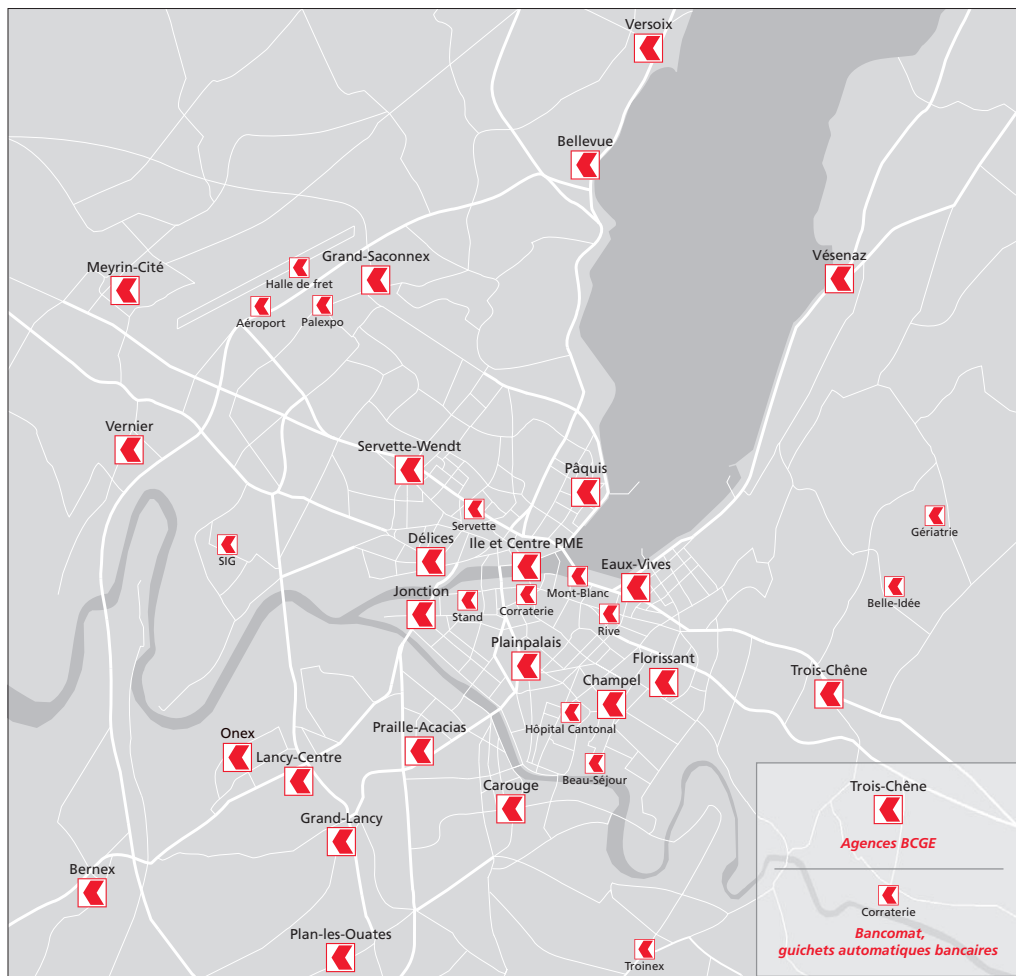 Versoix
Bellevue
Vésenaz
Grand-Saconnex
Meyrin-Cité
Halle de fret
Aéroport
Palexpo
Vernier
Servette-Wendt
Pâquis
Servette
Gériatrie
Délices
Ile et Centre PME
SIG
Eaux-Vives
Mont-Blanc
Jonction
Belle-Idée
Stand
Corraterie
Rive
Plainpalais
Florissant
Trois-Chêne
Champel
Hôpital Cantonal
Praille-Acacias
Onex
Lancy-Centre
Beau-Séjour
Carouge
Grand-Lancy
Bernex
Plan-les-Ouates
Troinex
Trois-Chêne
Agences BCGE
Corraterie
Bancomat,
guichets automatiques bancaires